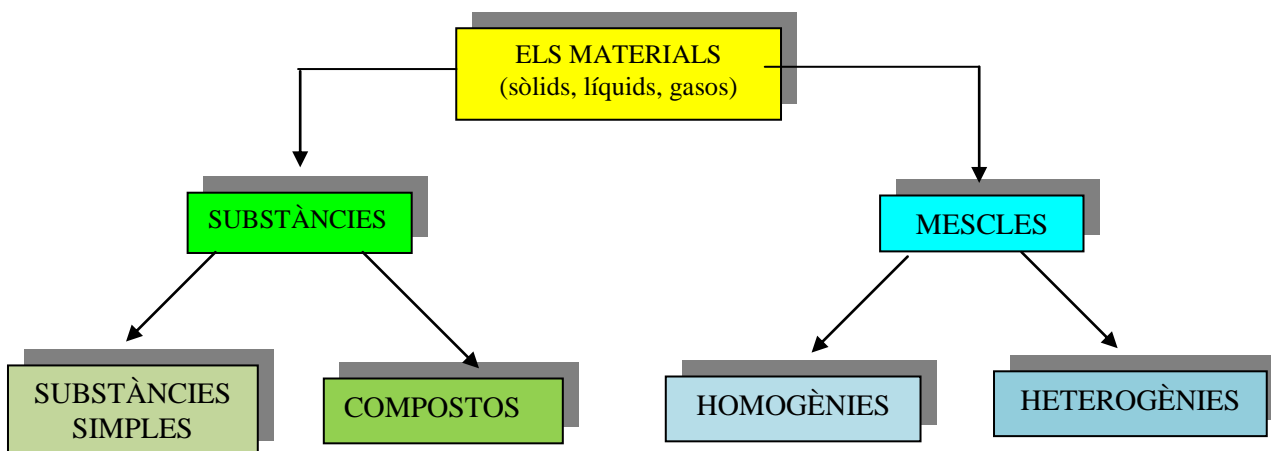 ELS MATERIALS
(sòlids, líquids, gasos)
SUBSTÀNCIES
MESCLES
SUBSTÀNCIES
SIMPLES
COMPOSTOS
HOMOGÈNIES
HETEROGÈNIES